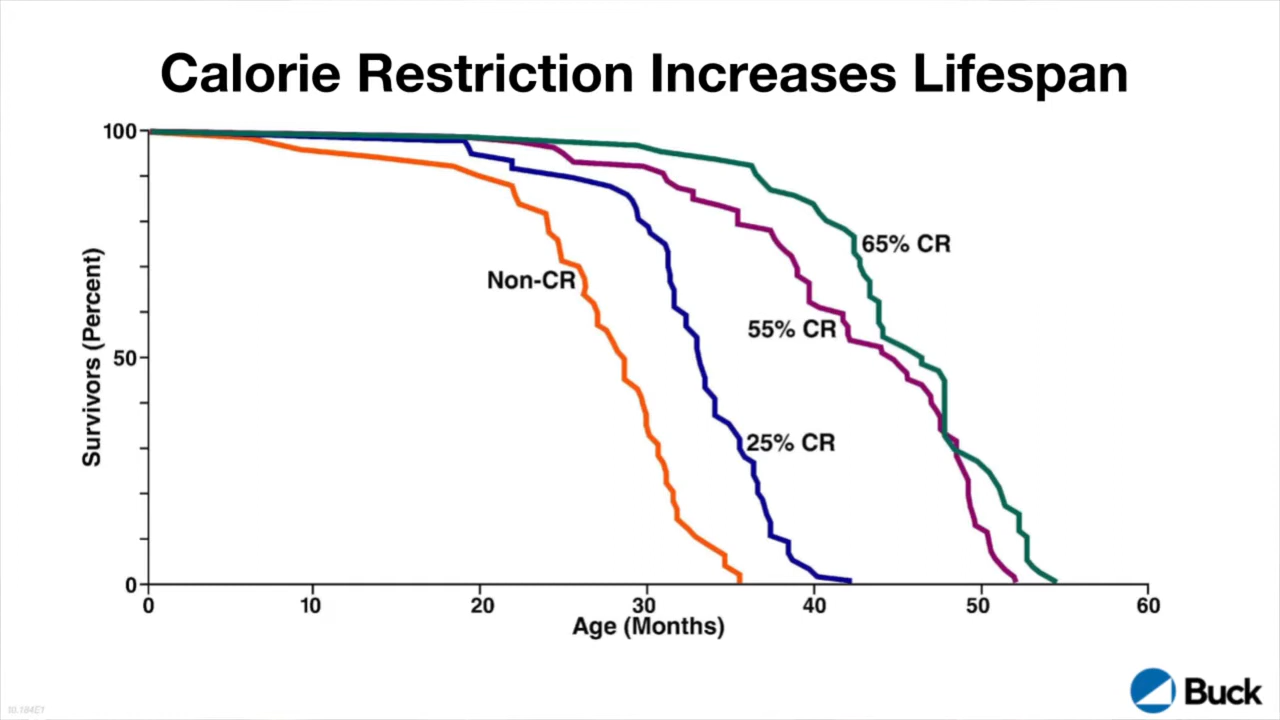 Calorie Restriction Increases Lifespan
100
50
0
Survivors (Percent)
Non-CR
65% CR
55% CR
25% CR
0 10 20 30 40 50 60
Age (Months)
Buck